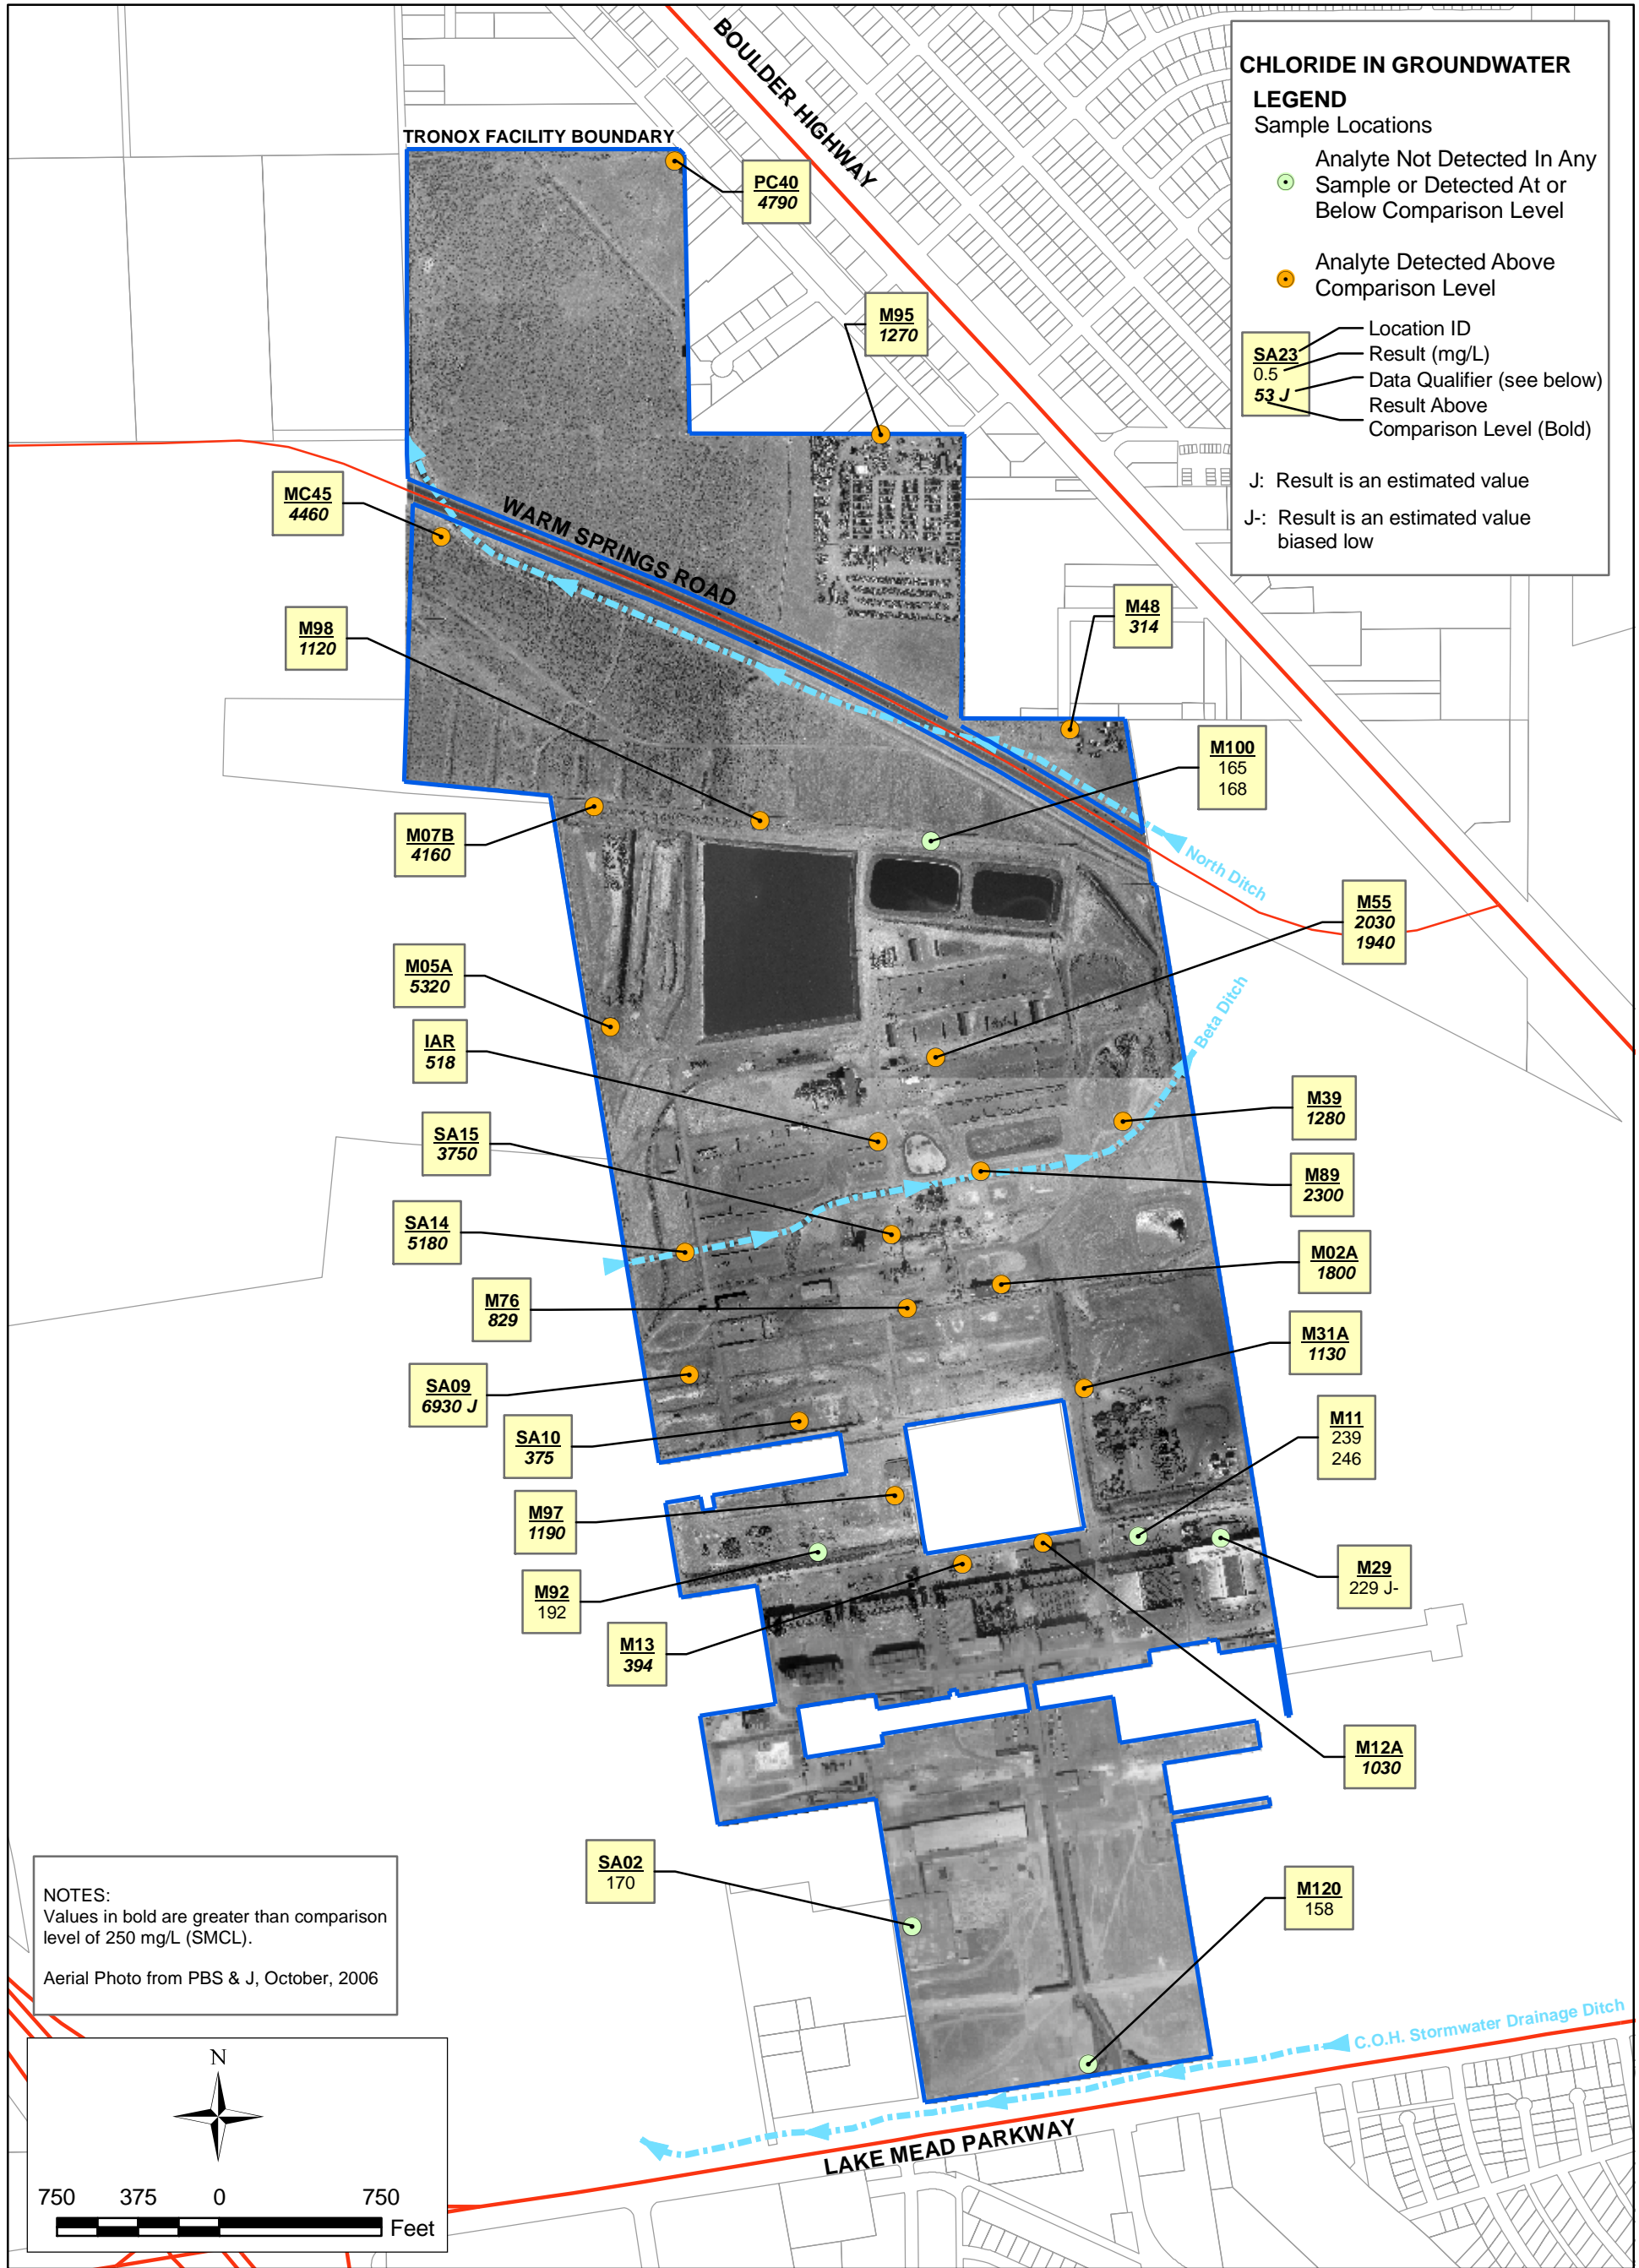 BOULDER HIGHWAY
CHLORIDE IN GROUNDWATER
LEGEND
Sample Locations
Analyte Not Detected In Any
Sample or Detected At or
Below Comparison Level
Analyte Detected Above
Comparison Level
SA23
0.5
53 J
Location ID
Result (mg/L)
Data Qualifier (see below)
Result Above
Comparison Level (Bold)
J: Result is an estimated value
J-: Result is an estimated value
biased low
TRONOX FACILITY BOUNDARY
PC40
4790
M95
1270
MC45
4460
WARM SPRINGS ROAD
M98
1120
M48
314
M100
165
168
M07B
4160
North Ditch
M55
2030
1940
M05A
5320
IAR
518
Beta Ditch
M39
1280
SA15
3750
M89
2300
SA14
5180
M02A
1800
M76
829
M31A
1130
SA09
6930 J
SA10
375
M11
239
246
M97
1190
M29
229 J-
M92
192
M13
394
M12A
1030
SA02
170
M120
158
NOTES:
Values in bold are greater than comparison
level of 250 mg/L (SMCL).
Aerial Photo from PBS & J, October, 2006
C.O.H. Stormwater Drainage Ditch
LAKE MEAD PARKWAY
N
750 375 0 750
Feet